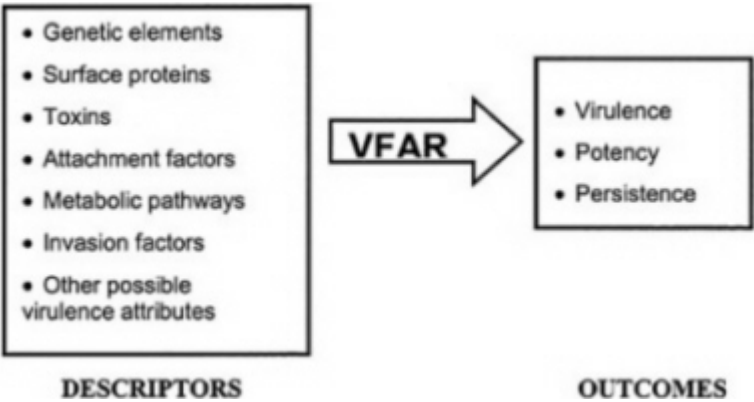 • Genetic elements
• Surface proteins
• Toxins
• Attachment factors
• Metabolic pathways
• Invasion factors
• Other possible
virulence attributes
VFAR
• Virulence
• Potency
• Persistence
DESCRIPTORS
OUTCOMES